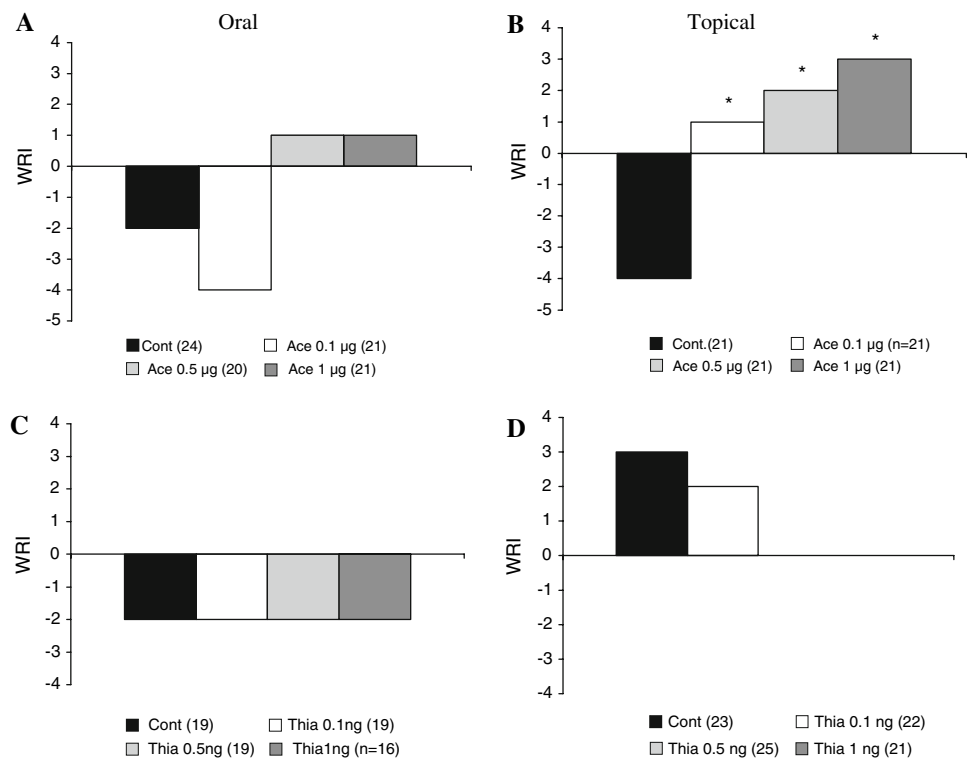 A Oral
4
3
2
1
0
-1
-2
-3
-4
-5
WRI
Cont (24) Ace 0.1 µg (21)
Ace 0.5 µg (20) Ace 1 µg (21)
B Topical
4
3
2
1
0
-1
-2
-3
-4
-5
WRI
* * *
Cont.(21) Ace 0.1 µg (n=21)
Ace 0.5 µg (21) Ace 1 µg (21)
C
4
3
2
1
0
-1
-2
-3
-4
WRI
Cont (19) Thia 0.1ng (19)
Thia 0.5ng (19) Thia1ng (n=16)
D
4
3
2
1
0
-1
-2
-3
-4
WRI
Cont (23) Thia 0.1 ng (22)
Thia 0.5 ng (25) Thia 1 ng (21)